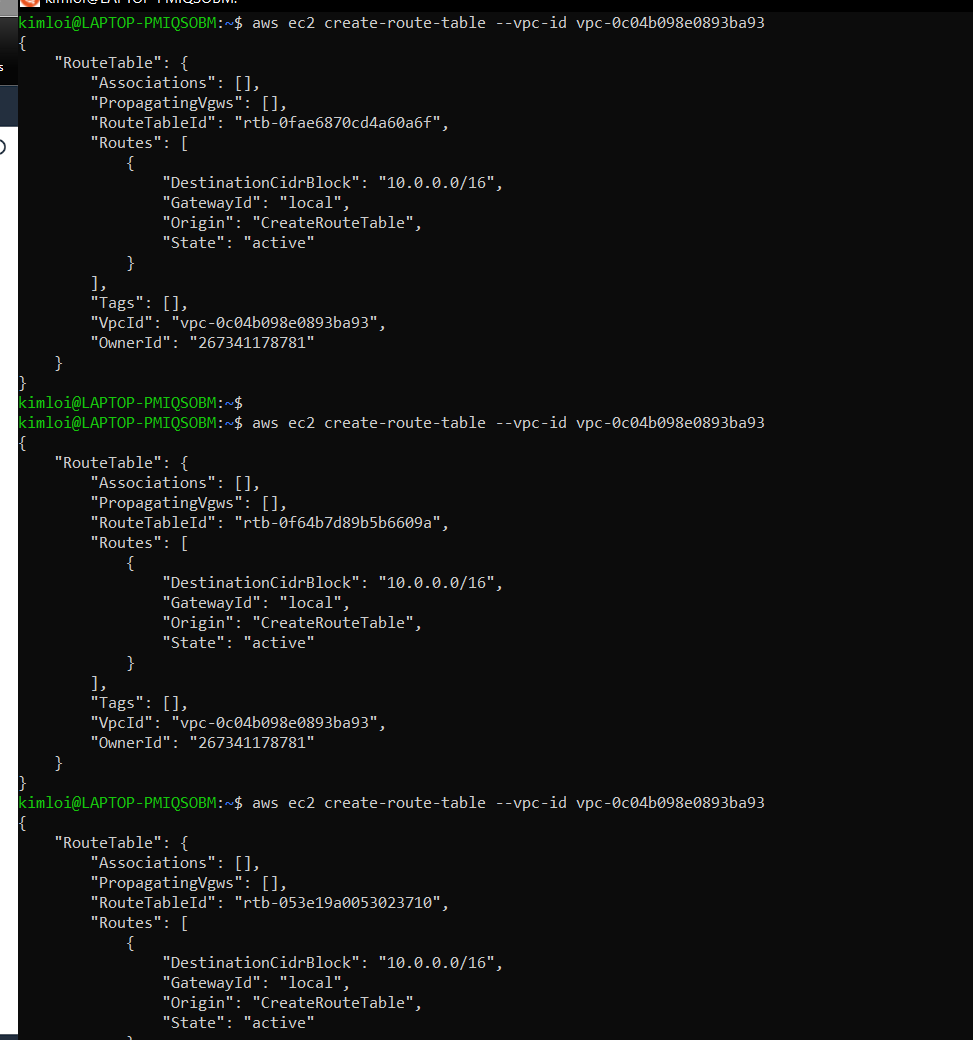 kimloi@LAPTOP-PMIQSOBM:~$ aws ec2 create-route-table --vpc-id vpc-0c04b098e0893ba93
{
    "RouteTable": {
        "Associations": [],
        "PropagatingVgws": [],
        "RouteTableId": "rtb-0fae6870cd4a60a6f",
        "Routes": [
            {
                "DestinationCidrBlock": "10.0.0.0/16",
                "GatewayId": "local",
                "Origin": "CreateRouteTable",
                "State": "active"
            }
        ],
        "Tags": [],
        "VpcId": "vpc-0c04b098e0893ba93",
        "OwnerId": "267341178781"
    }
}
kimloi@LAPTOP-PMIQSOBM:~$
kimloi@LAPTOP-PMIQSOBM:~$ aws ec2 create-route-table --vpc-id vpc-0c04b098e0893ba93
{
    "RouteTable": {
        "Associations": [],
        "PropagatingVgws": [],
        "RouteTableId": "rtb-0f64b7d89b5b6609a",
        "Routes": [
            {
                "DestinationCidrBlock": "10.0.0.0/16",
                "GatewayId": "local",
                "Origin": "CreateRouteTable",
                "State": "active"
            }
        ],
        "Tags": [],
        "VpcId": "vpc-0c04b098e0893ba93",
        "OwnerId": "267341178781"
    }
}
kimloi@LAPTOP-PMIQSOBM:~$ aws ec2 create-route-table --vpc-id vpc-0c04b098e0893ba93
{
    "RouteTable": {
        "Associations": [],
        "PropagatingVgws": [],
        "RouteTableId": "rtb-053e19a0053023710",
        "Routes": [
            {
                "DestinationCidrBlock": "10.0.0.0/16",
                "GatewayId": "local",
                "Origin": "CreateRouteTable",
                "State": "active"